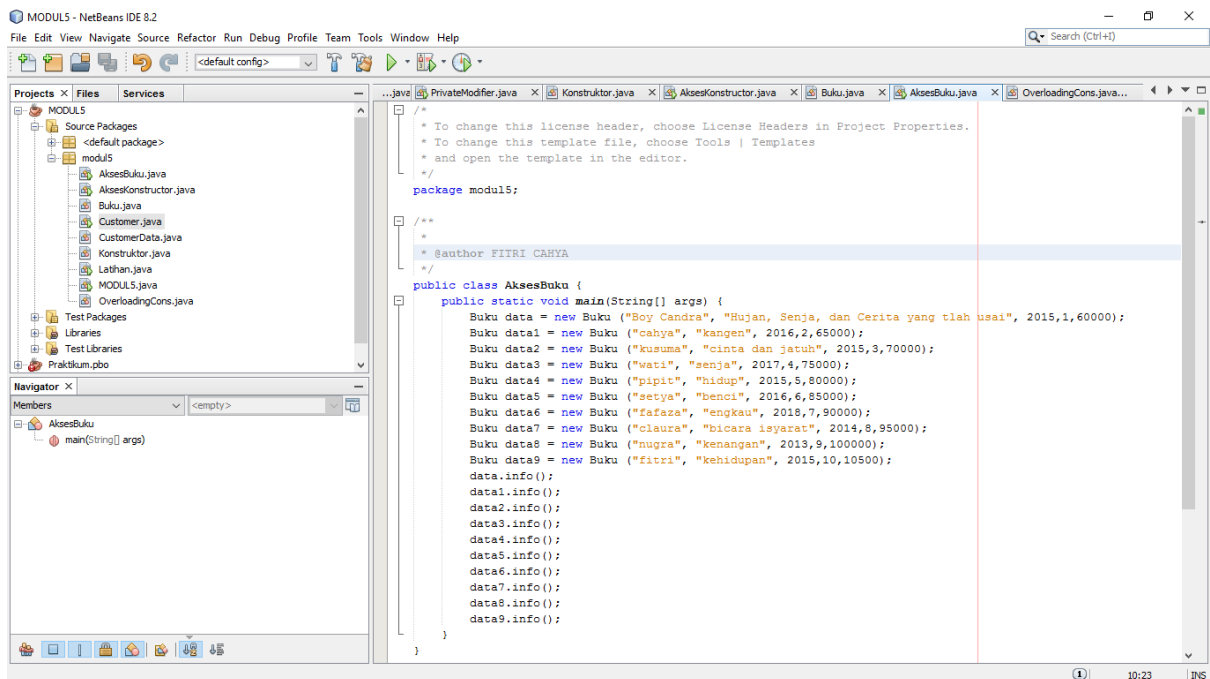 MODUL5 - NetBeans IDE 8.2
File Edit View Navigate Source Refactor Run Debug Profile Team Tools Window Help
Search (Ctrl+I)
<default config>
Projects × Files Services
MODUL5
Source Packages
<default package>
modul5
AksesBuku.java
AksesKonstructor.java
Buku.java
Customer.java
CustomerData.java
Konstruktor.java
Latihan.java
MODUL5.java
OverloadingCons.java
Test Packages
Libraries
Test Libraries
Praktikum.pbo
Navigator ×
Members <empty>
AksesBuku
main(String[] args)
...java PrivateModifier.java × Konstruktor.java × AksesKonstructor.java × Buku.java × AksesBuku.java × OverloadingCons.java...
/*
* To change this license header, choose License Headers in Project Properties.
* To change this template file, choose Tools | Templates
* and open the template in the editor.
*/
package modul5;
/**
*
* @author FITRI CAHYA
*/
public class AksesBuku {
public static void main(String[] args) {
Buku data = new Buku ("Boy Candra", "Hujan, Senja, dan Cerita yang tlah usai", 2015,1,60000);
Buku data1 = new Buku ("cahya", "kangen", 2016,2,65000);
Buku data2 = new Buku ("kusuma", "cinta dan jatuh", 2015,3,70000);
Buku data3 = new Buku ("wati", "senja", 2017,4,75000);
Buku data4 = new Buku ("pipit", "hidup", 2015,5,80000);
Buku data5 = new Buku ("setya", "benci", 2016,6,85000);
Buku data6 = new Buku ("fafaza", "engkau", 2018,7,90000);
Buku data7 = new Buku ("claura", "bicara isyarat", 2014,8,95000);
Buku data8 = new Buku ("nugra", "kenangan", 2013,9,100000);
Buku data9 = new Buku ("fitri", "kehidupan", 2015,10,10500);
data.info();
data1.info();
data2.info();
data3.info();
data4.info();
data5.info();
data6.info();
data7.info();
data8.info();
data9.info();
}
}
1 10:23 INS